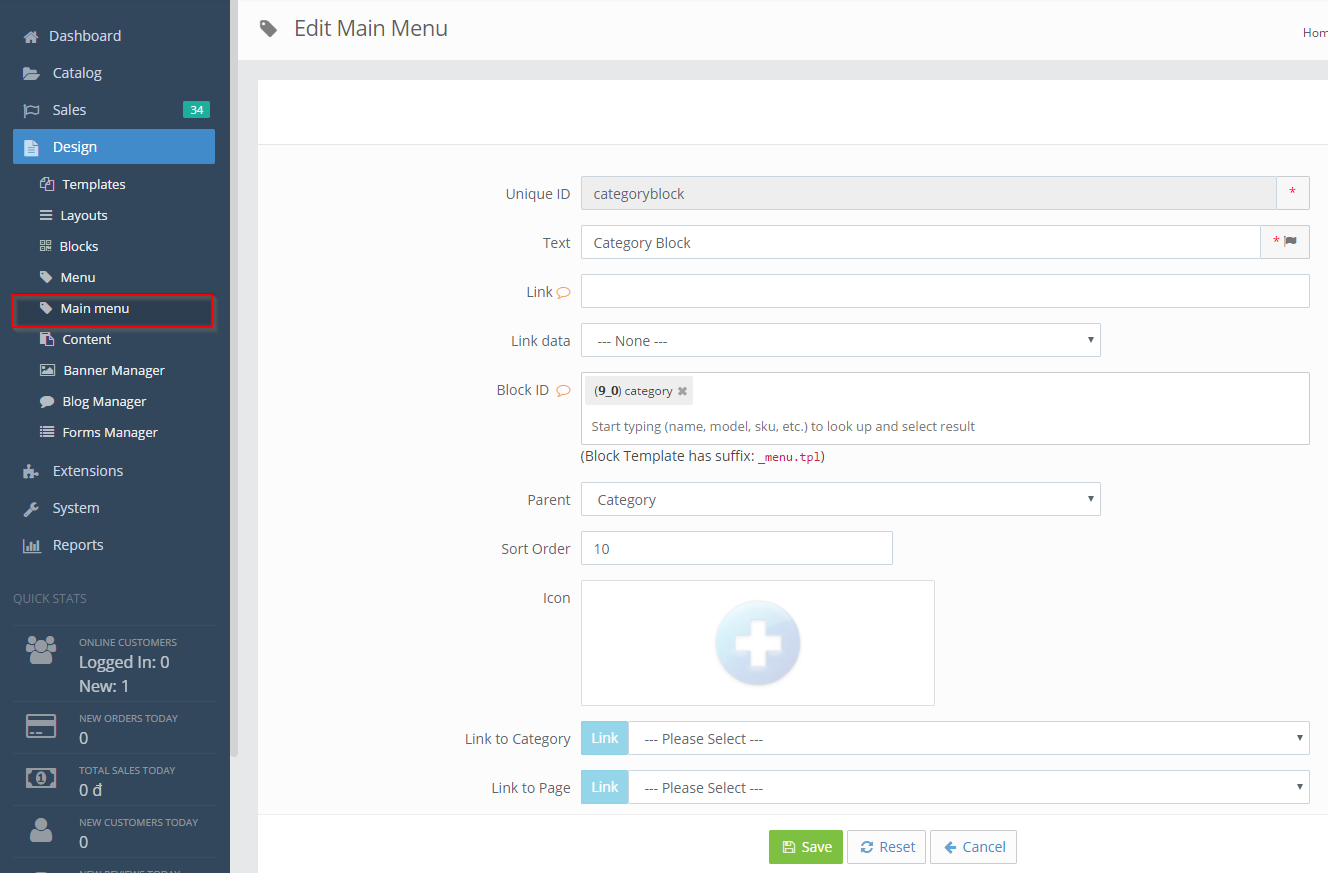 Dashboard
Catalog
Sales 34
Design
Templates
Layouts
Blocks
Menu
Main menu
Content
Banner Manager
Blog Manager
Forms Manager
Extensions
System
Reports
QUICK STATS
ONLINE CUSTOMERS
Logged In: 0
New: 1
NEW ORDERS TODAY
0
TOTAL SALES TODAY
0 đ
NEW CUSTOMERS TODAY
0
Edit Main Menu
Hom
Unique ID categoryblock *
Text Category Block *
Link
Link data --- None ---
Block ID (9_0) category ✖
Start typing (name, model, sku, etc.) to look up and select result
(Block Template has suffix: _menu.tpl)
Parent Category
Sort Order 10
Icon
Link to Category Link --- Please Select ---
Link to Page Link --- Please Select ---
Save Reset Cancel